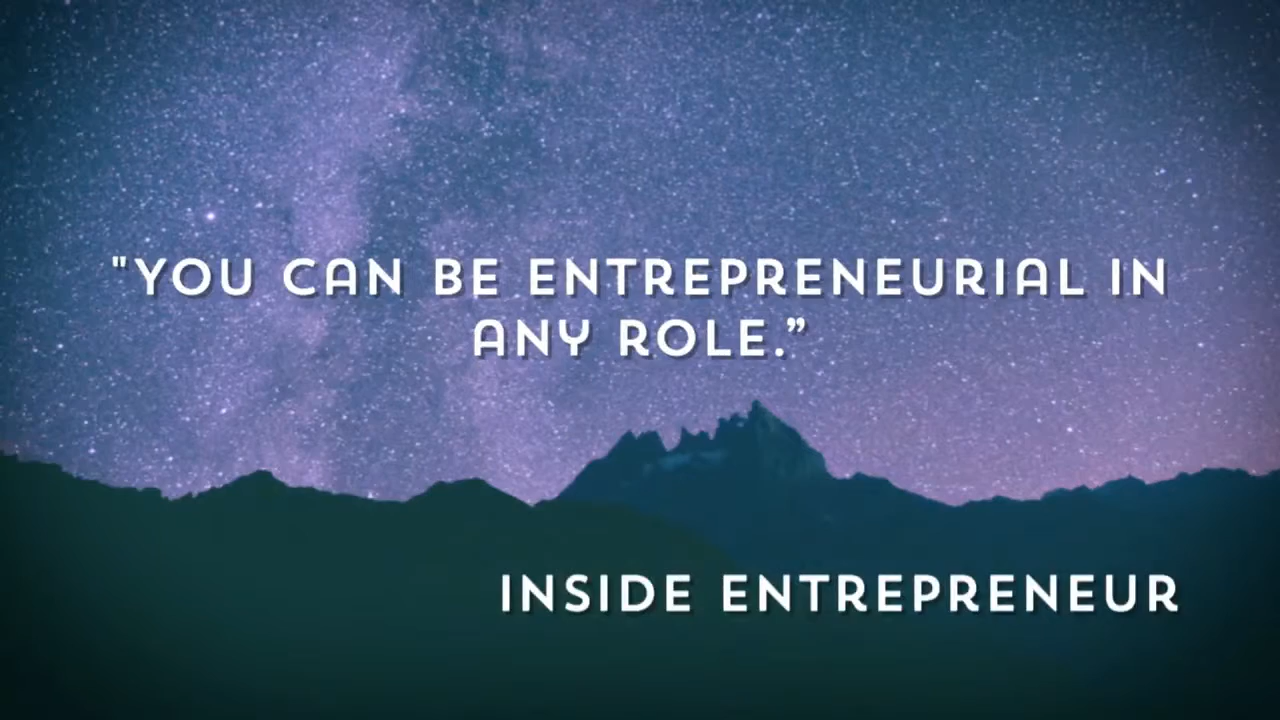 "YOU CAN BE ENTREPRENEURIAL IN
ANY ROLE.”
INSIDE ENTREPRENEUR